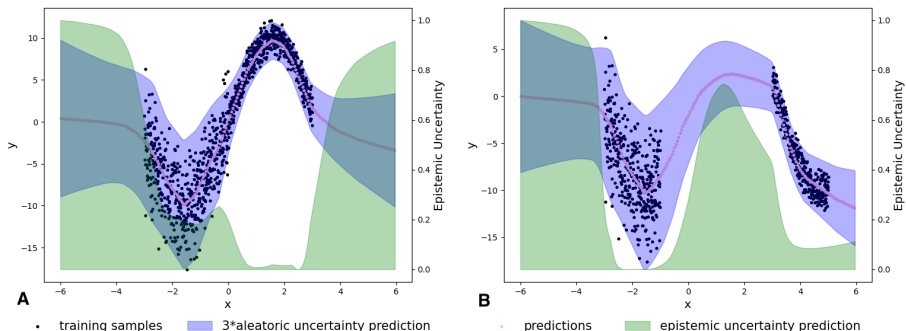 10
5
0
−5
−10
−15
y
1.0
0.8
0.6
0.4
0.2
0.0
Epistemic Uncertainty
−6 −4 −2 0 2 4 6
A x
5
0
−5
−10
−15
y
1.0
0.8
0.6
0.4
0.2
0.0
Epistemic Uncertainty
−6 −4 −2 0 2 4 6
B x
training samples 3*aleatoric uncertainty prediction predictions epistemic uncertainty prediction